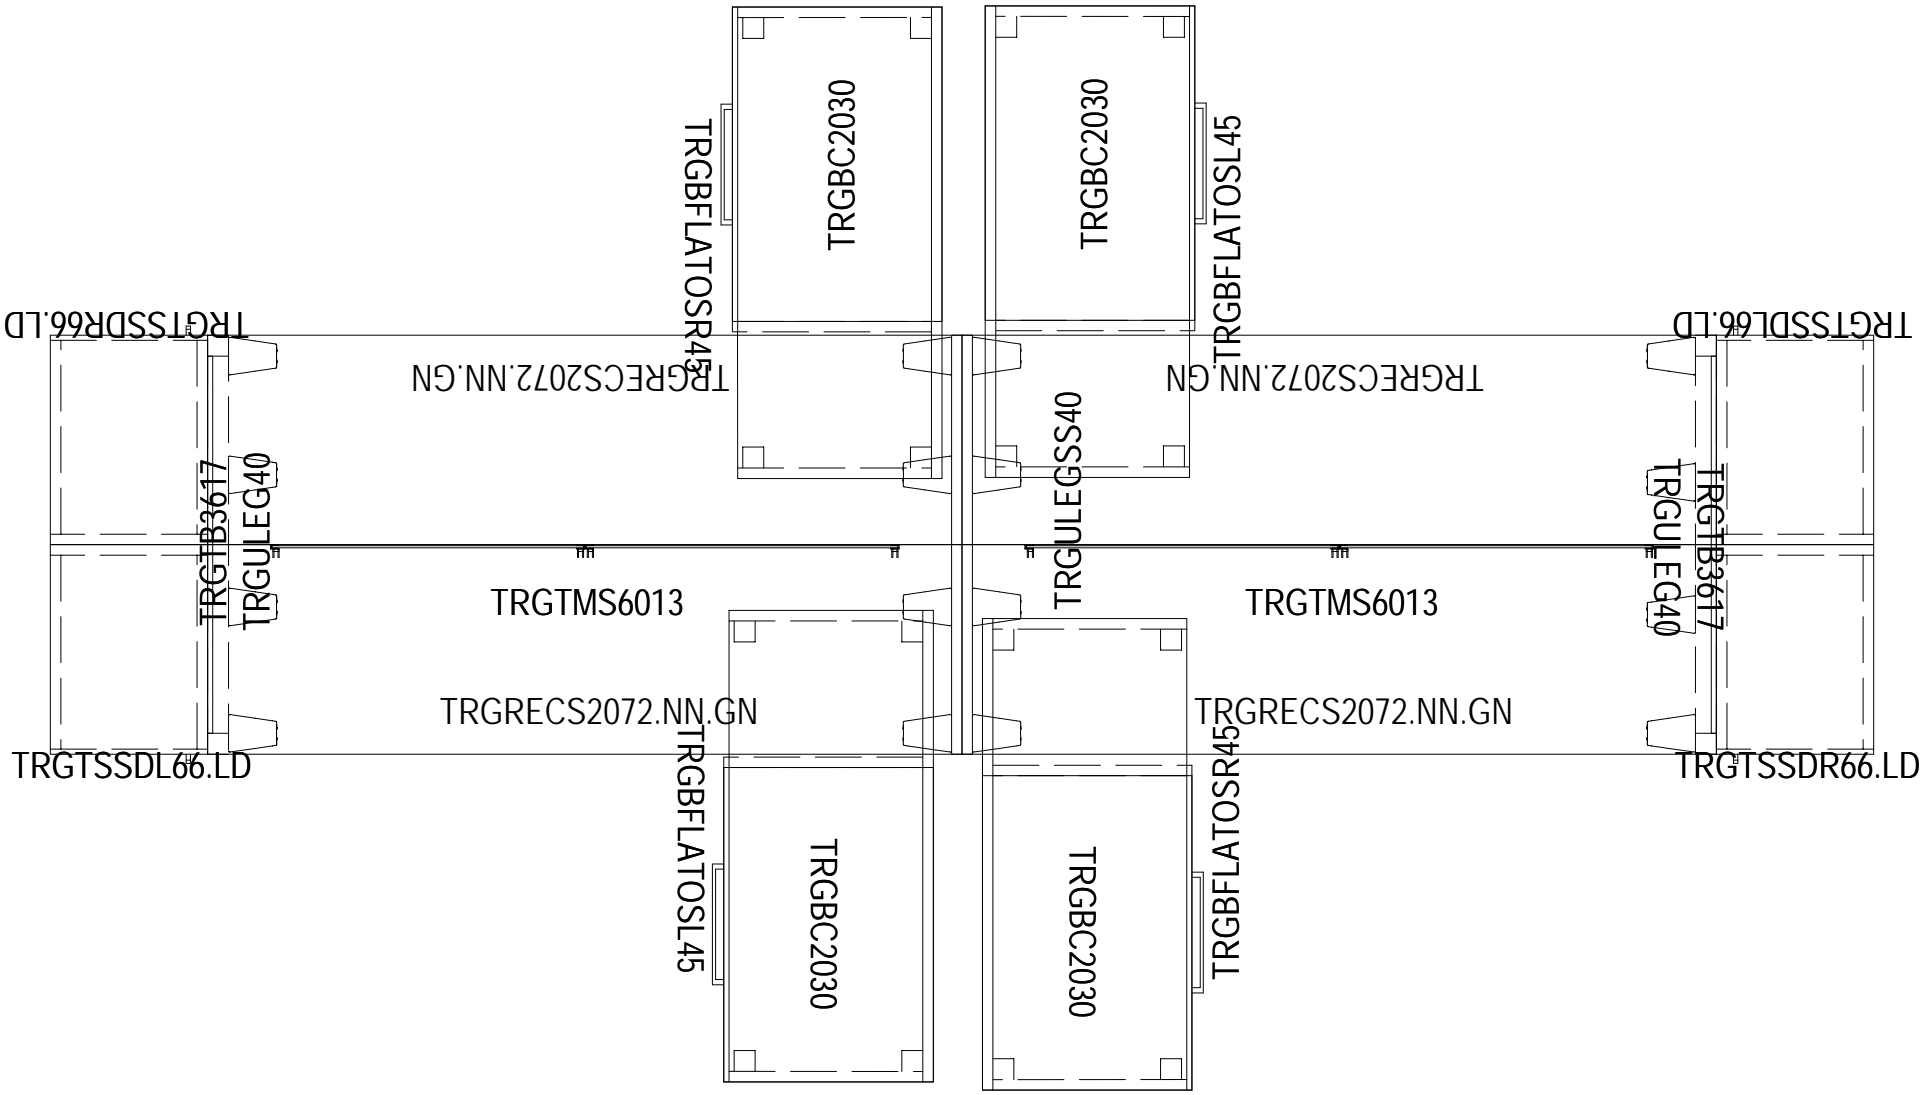 TRGBC2030
TRGBC2030
TRGBFLATOSR45
TRGBFLATOSL45
TRGTSSDR66.LD
TRGTSSDL66.LD
TRGRECS2072.NN.GN
TRGRECS2072.NN.GN
TRGTB3617
TRGULEG40
TRGULEGSS40
TRGULEG40
TRGTB3617
TRGTMS6013
TRGTMS6013
TRGRECS2072.NN.GN
TRGRECS2072.NN.GN
TRGTSSDL66.LD
TRGTSSDR66.LD
TRGBFLATOSL45
TRGBFLATOSR45
TRGBC2030
TRGBC2030